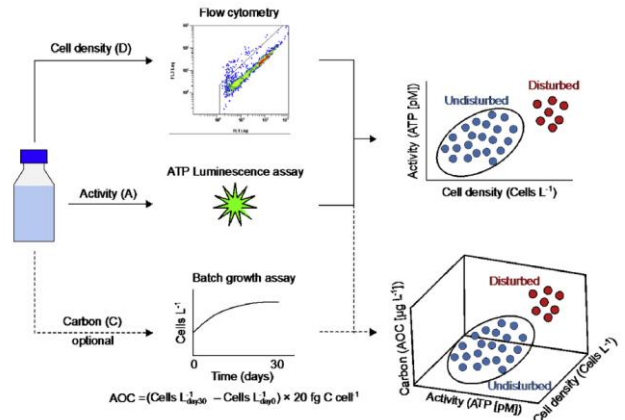 Flow cytometry
Cell density (D)
FL1 Log
Disturbed
Undisturbed
Activity (ATP [pM])
Cell density (Cells L-1)
ATP Luminescence assay
Activity (A)
Batch growth assay
Cells L-1
0
30
Time (days)
Carbon (C)
optional
Disturbed
Undisturbed
Carbon (AOC [µg L-1])
Activity (ATP [pM])
Cell density (Cells L-1)
AOC =(Cells L-1day30 − Cells L-1day0) × 20 fg C cell-1